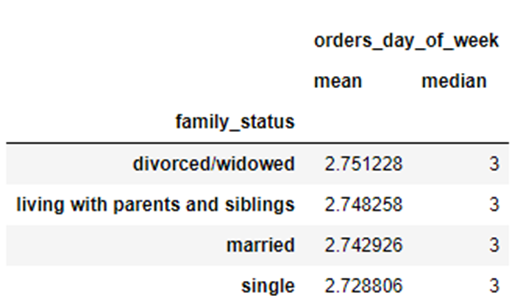 orders_day_of_week
mean median
family_status
divorced/widowed 2.751228 3
living with parents and siblings 2.748258 3
married 2.742926 3
single 2.728806 3